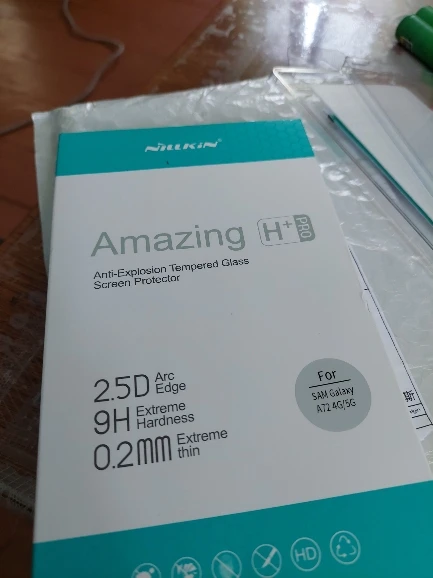 NILLKIN
Amazing H+ PRO
Anti-Explosion Tempered Glass
Screen Protector
2.5D Arc Edge
9H Extreme Hardness
0.2mm Extreme thin
For
SAM Galaxy
A72 4G/5G
斯
HD